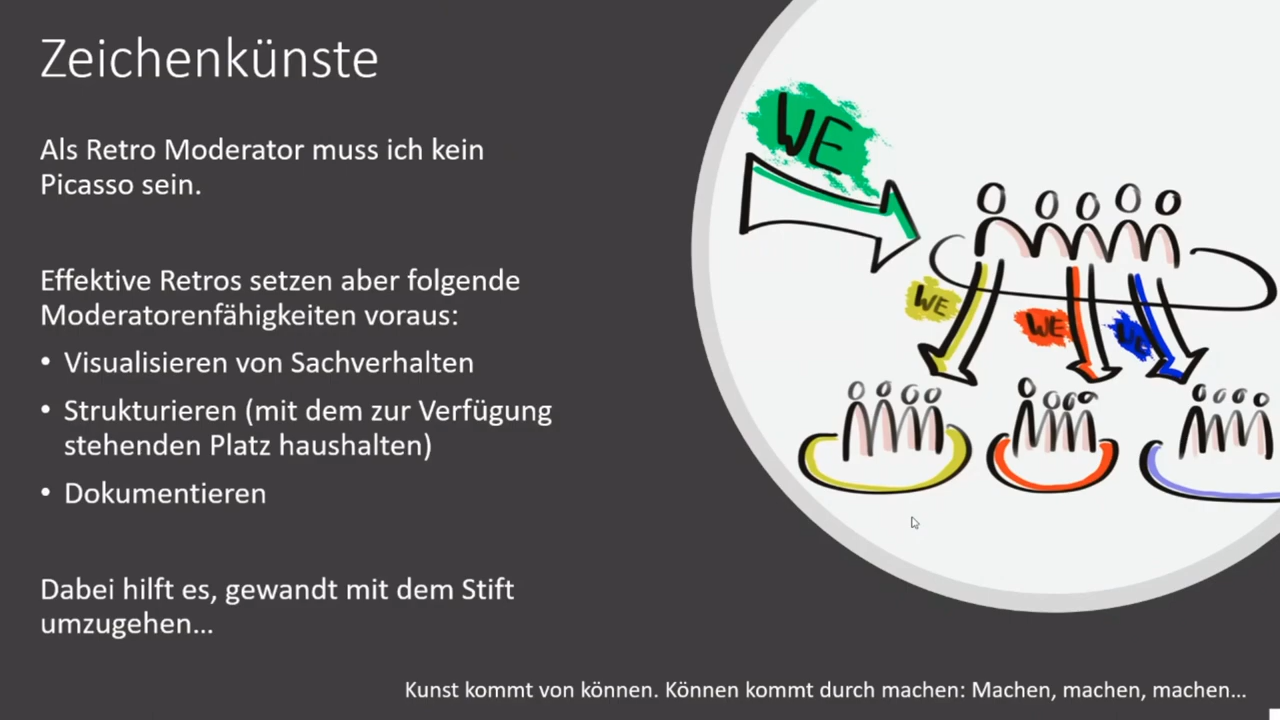 Zeichenkünste
Als Retro Moderator muss ich kein
Picasso sein.
Effektive Retros setzen aber folgende
Moderatorenfähigkeiten voraus:
• Visualisieren von Sachverhalten
• Strukturieren (mit dem zur Verfügung
stehenden Platz haushalten)
• Dokumentieren
Dabei hilft es, gewandt mit dem Stift
umzugehen…
WE
WE
WE
WE
Kunst kommt von können. Können kommt durch machen: Machen, machen, machen…